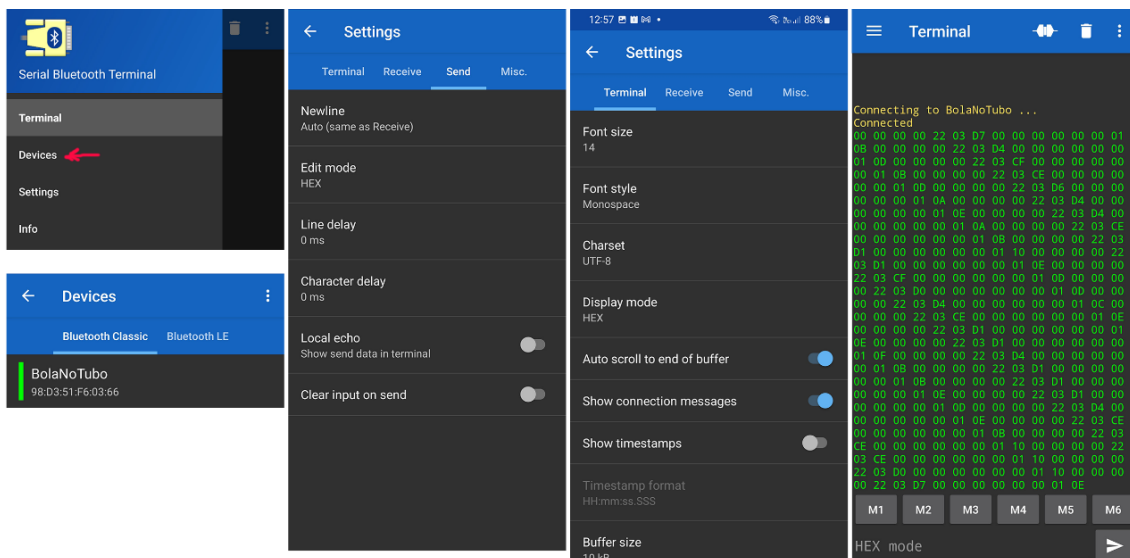 Serial Bluetooth Terminal
Terminal
Devices
Settings
Info
Devices
Bluetooth Classic Bluetooth LE
BolaNoTubo
98:D3:51:F6:03:66
Settings
Terminal Receive Send Misc.
Newline
Auto (same as Receive)
Edit mode
HEX
Line delay
0 ms
Character delay
0 ms
Local echo
Show send data in terminal
Clear input on send
12:57 88%
Settings
Terminal Receive Send Misc.
Font size
14
Font style
Monospace
Charset
UTF-8
Display mode
HEX
Auto scroll to end of buffer
Show connection messages
Show timestamps
Timestamp format
HH:mm:ss.SSS
Buffer size
10 kB
Terminal
Connecting to BolaNoTubo ...
Connected
00 00 00 00 22 03 D7 00 00 00 00 00 00 01
0B 00 00 00 00 22 03 D4 00 00 00 00 00 00
01 0D 00 00 00 00 22 03 CF 00 00 00 00 00
00 01 0B 00 00 00 00 22 03 CE 00 00 00 00
00 00 01 0D 00 00 00 00 22 03 D6 00 00 00
00 00 00 01 0A 00 00 00 00 22 03 D4 00 00
00 00 00 00 01 0E 00 00 00 00 22 03 D4 00
00 00 00 00 00 01 0A 00 00 00 00 22 03 CE
00 00 00 00 00 00 01 0B 00 00 00 00 22 03
D1 00 00 00 00 00 00 01 10 00 00 00 00 22
03 D1 00 00 00 00 00 00 01 0E 00 00 00 00
22 03 CF 00 00 00 00 00 00 01 0D 00 00 00
00 22 03 D0 00 00 00 00 00 00 01 0D 00 00
00 00 22 03 D4 00 00 00 00 00 00 01 0C 00
00 00 00 22 03 CE 00 00 00 00 00 00 01 0E
00 00 00 00 22 03 D1 00 00 00 00 00 00 01
0E 00 00 00 00 22 03 D1 00 00 00 00 00 00
01 0F 00 00 00 00 22 03 D4 00 00 00 00 00
00 01 0B 00 00 00 00 22 03 D1 00 00 00 00
00 00 01 0B 00 00 00 00 22 03 D1 00 00 00
00 00 00 01 0E 00 00 00 00 22 03 D1 00 00
00 00 00 00 01 0D 00 00 00 00 22 03 D4 00
00 00 00 00 00 01 0E 00 00 00 00 22 03 CE
00 00 00 00 00 00 01 0B 00 00 00 00 22 03
CE 00 00 00 00 00 00 01 10 00 00 00 00 22
03 CE 00 00 00 00 00 00 01 10 00 00 00 00
22 03 D0 00 00 00 00 00 00 01 10 00 00 00
00 22 03 D7 00 00 00 00 00 00 01 0E
M1 M2 M3 M4 M5 M6
HEX mode